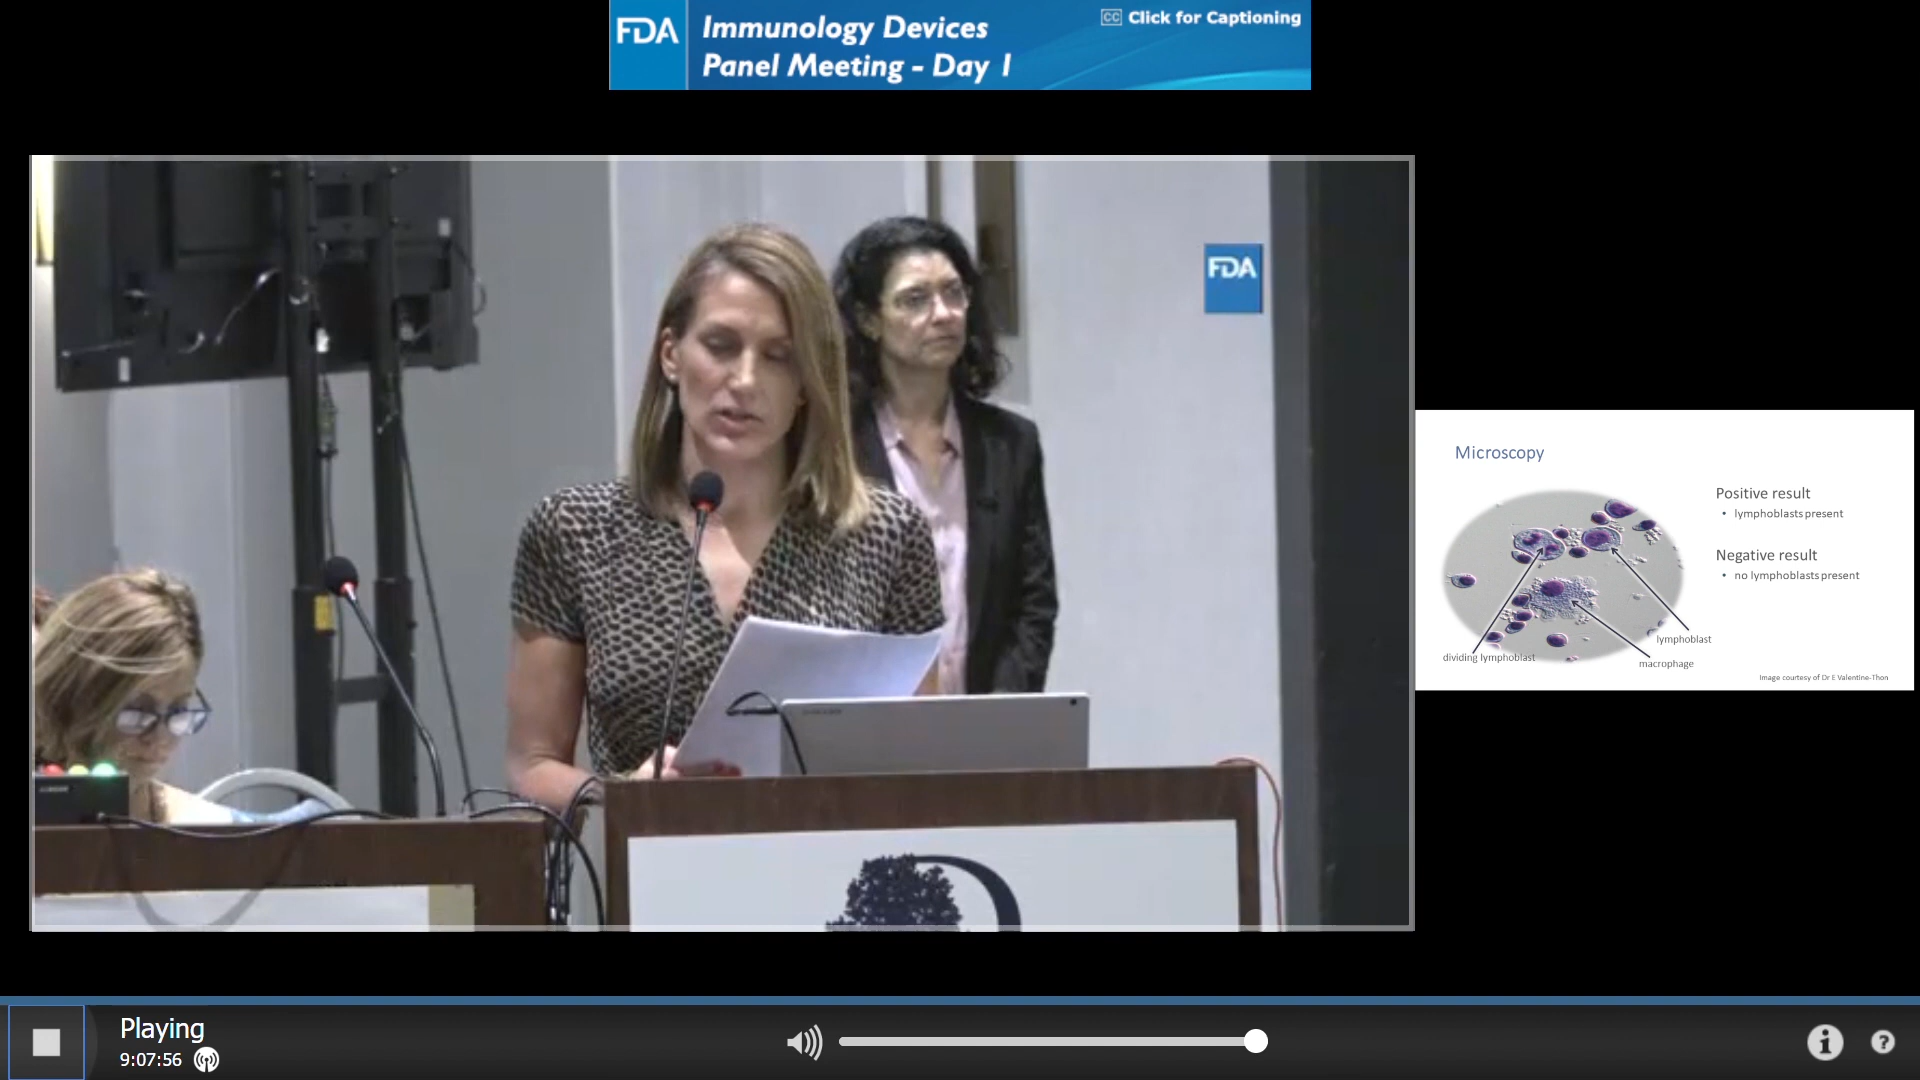 FDA
Immunology Devices
Panel Meeting - Day 1
CC Click for Captioning
FDA
Microscopy
Positive result
• lymphoblasts present
Negative result
• no lymphoblasts present
lymphoblast
dividing lymphoblast
macrophage
Image courtesy of Dr E Valentine-Thon
Playing
9:07:56
i
?